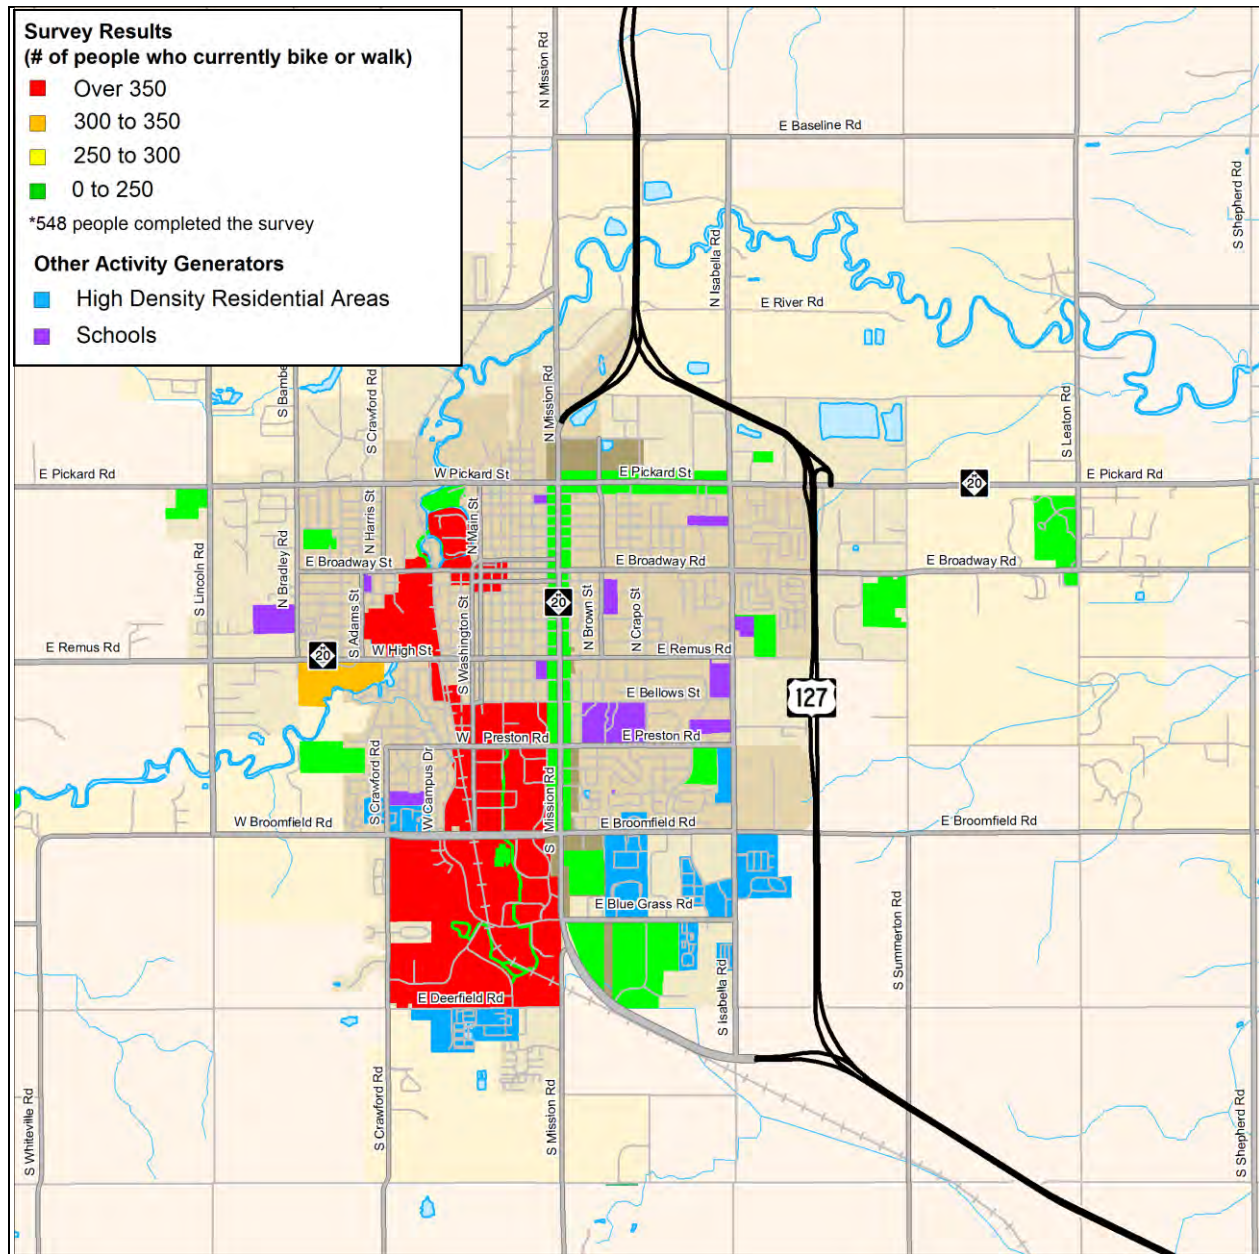 Survey Results
(# of people who currently bike or walk)
Over 350
300 to 350
250 to 300
0 to 250
*548 people completed the survey
Other Activity Generators
High Density Residential Areas
Schools
N Mission Rd
E Baseline Rd
S Shepherd Rd
N Isabella Rd
E River Rd
S Crawford Rd
N Mission Rd
S Leaton Rd
E Pickard Rd
W Pickard St
E Pickard St
M 20
E Pickard Rd
N Harris St
N Main St
S Lincoln Rd
N Bradley Rd
E Broadway St
E Broadway Rd
E Broadway Rd
S Adams St
S Washington St
20
N Brown St
N Crapo St
E Remus Rd
20
W High St
E Remus Rd
E Bellows St
127
W Preston Rd
E Preston Rd
S Crawford Rd
W Campus Dr
S Mission Rd
W Broomfield Rd
E Broomfield Rd
E Broomfield Rd
E Blue Grass Rd
S Summerton Rd
S Isabella Rd
E Deerfield Rd
S Whiteville Rd
S Crawford Rd
S Mission Rd
S Shepherd Rd